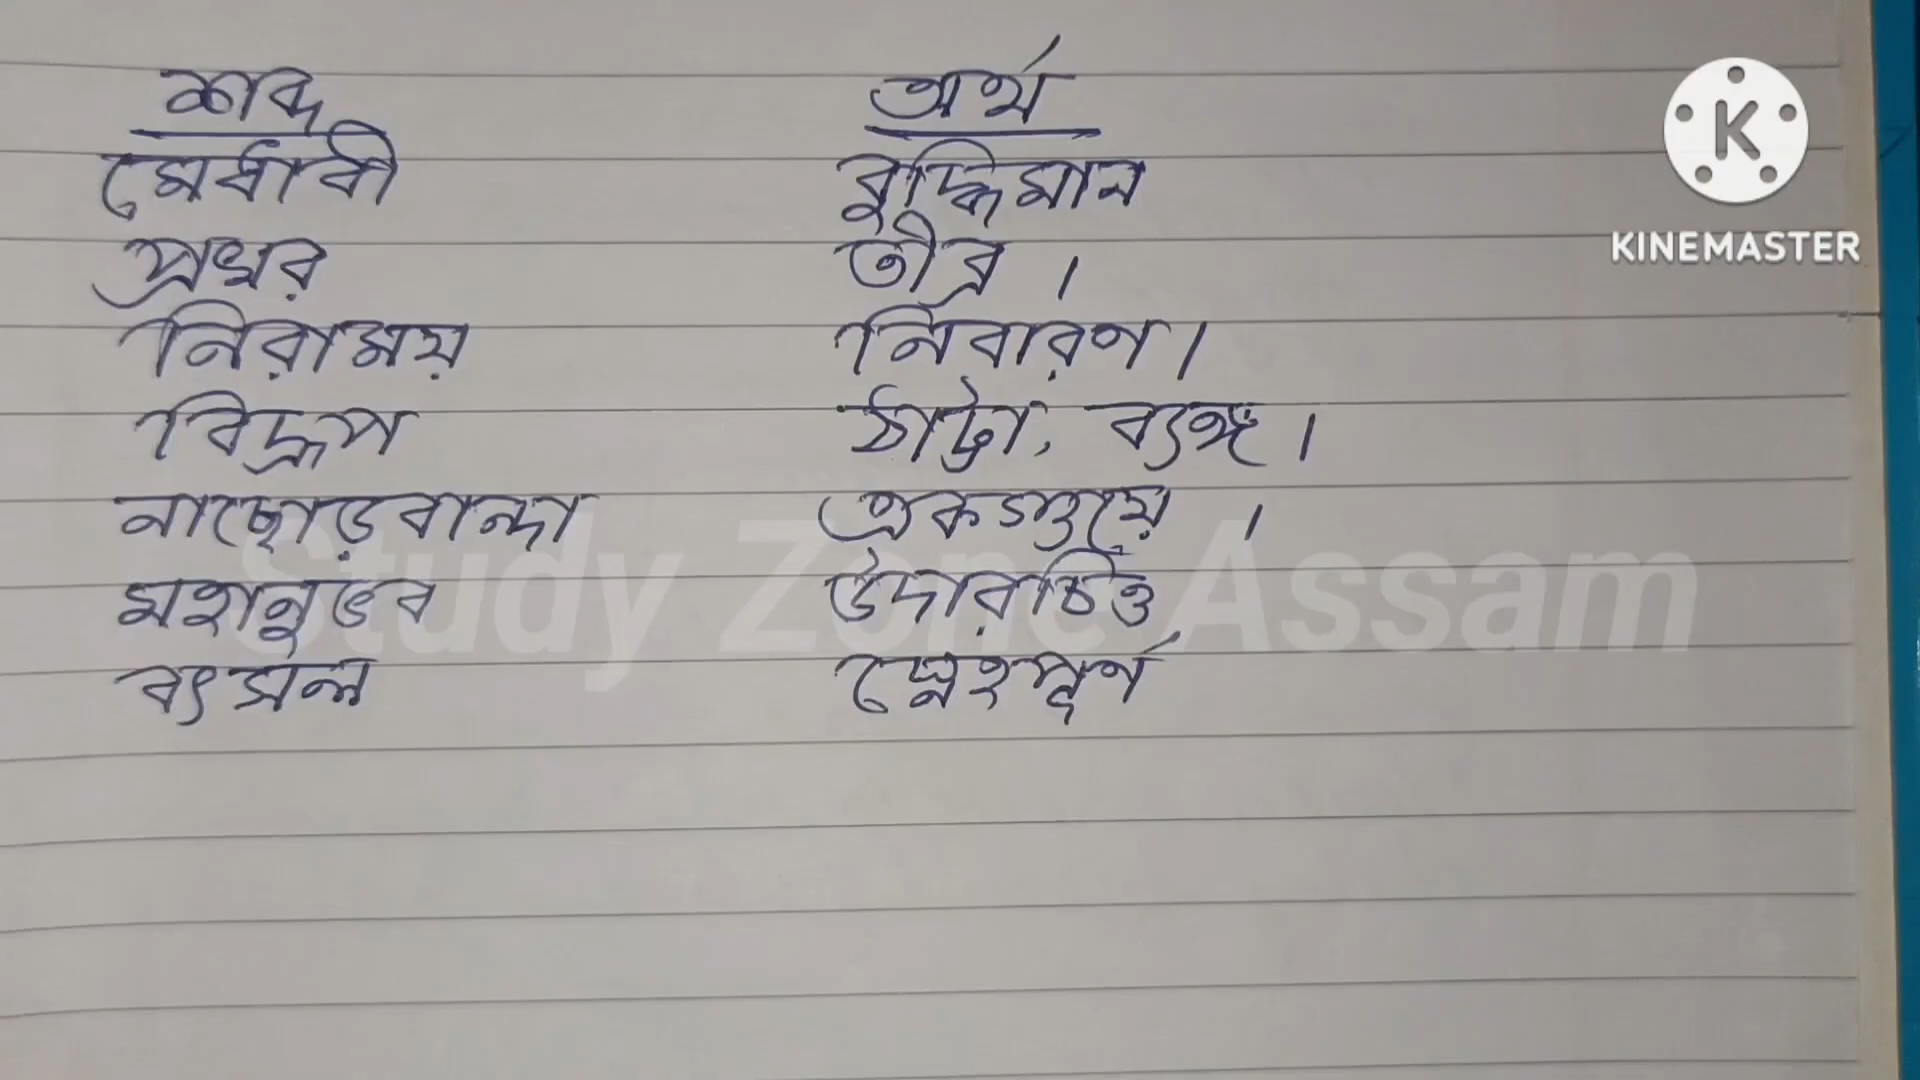 শব্দ অর্থ
মেধাবী বুদ্ধিমান
প্রখর তীব্র ।
নিরাময় নিবারণ ।
বিদ্রুপ ঠাট্টা, ব্যঙ্গ ।
নাছোড়বান্দা একগুয়ে ।
মহানুভব উদারচিত্ত
বৎসল স্নেহপূর্ণ
K
KINEMASTER
Study Zone Assam